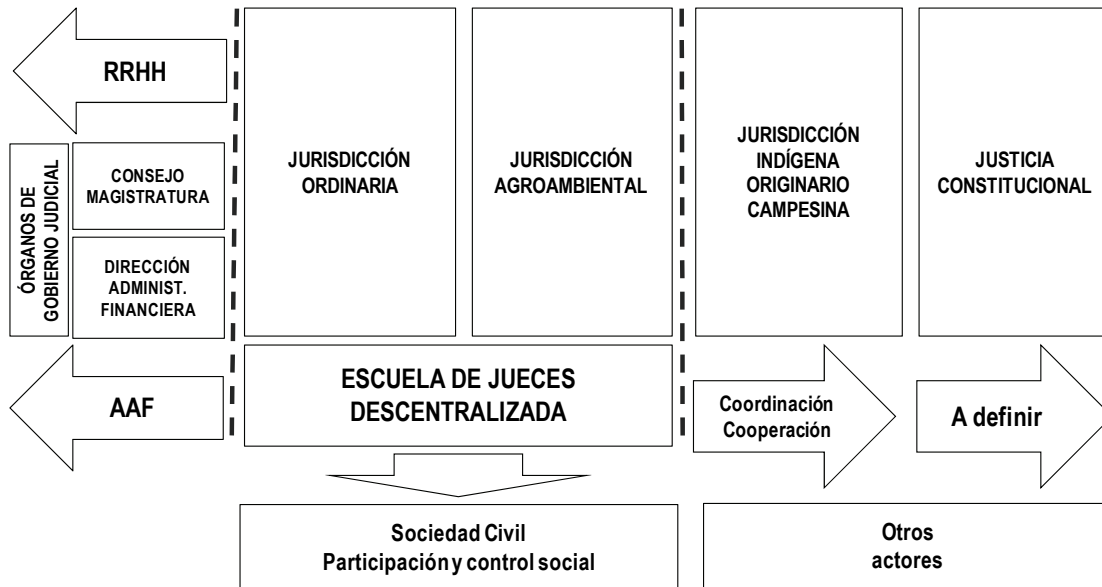 RRHH
ÓRGANOS DE
GOBIERNO JUDICIAL
CONSEJO
MAGISTRATURA
DIRECCIÓN
ADMINIST.
FINANCIERA
AAF
JURISDICCIÓN
ORDINARIA
JURISDICCIÓN
AGROAMBIENTAL
JURISDICCIÓN
INDÍGENA
ORIGINARIO
CAMPESINA
JUSTICIA
CONSTITUCIONAL
ESCUELA DE JUECES
DESCENTRALIZADA
Coordinación
Cooperación
A definir
Sociedad Civil
Participación y control social
Otros
actores